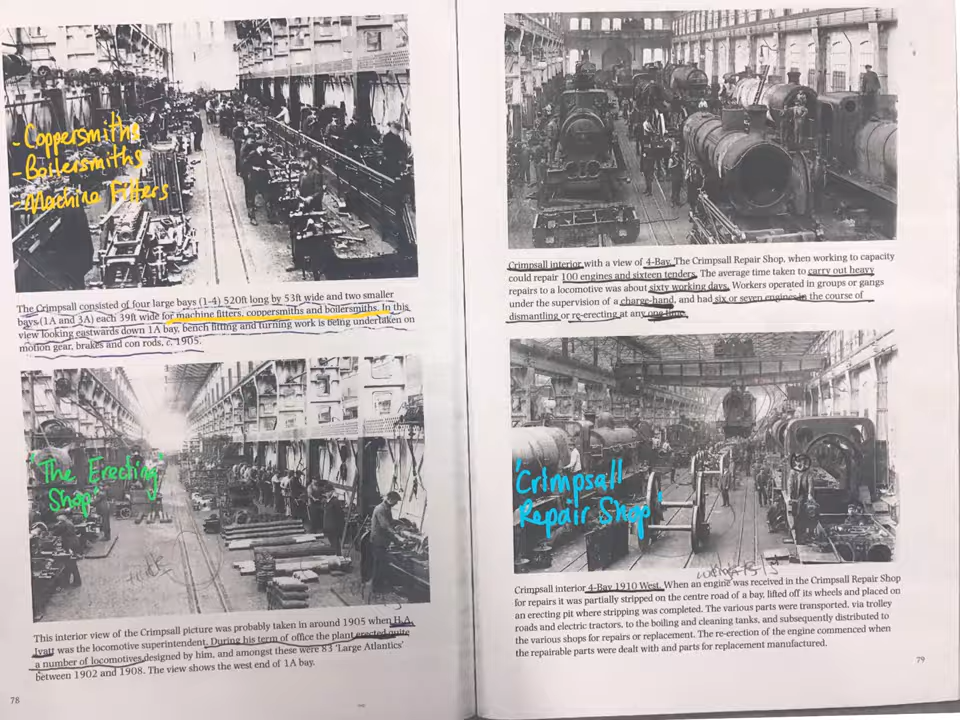 - Coppersmiths
- Boilersmiths
- Machine Fitters
The Crimpsall consisted of four large bays (1-4) 520ft long by 53ft wide and two smaller
bays (1A and 3A) each 39ft wide for machine fitters, coppersmiths and boilersmiths. In this
view looking eastwards down 1A bay, bench fitting and turning work is being undertaken on
motion gear, brakes and con rods, c. 1905.
'The Erecting
Shop'
This interior view of the Crimpsall picture was probably taken in around 1905 when H.A.
Ivatt was the locomotive superintendent. During his term of office the plant erected quite
a number of locomotives designed by him, and amongst these were 83 'Large Atlantics'
between 1902 and 1908. The view shows the west end of 1A bay.
78
Crimpsall interior with a view of 4-Bay. The Crimpsall Repair Shop, when working to capacity
could repair 100 engines and sixteen tenders. The average time taken to carry out heavy
repairs to a locomotive was about sixty working days. Workers operated in groups or gangs
under the supervision of a charge-hand, and had six or seven engines in the course of
dismantling or re-erecting at any one time.
'Crimpsall
Repair Shop'
Crimpsall interior 4-Bay 1910 West. When an engine was received in the Crimpsall Repair Shop
for repairs it was partially stripped on the centre road of a bay, lifted off its wheels and placed on
an erecting pit where stripping was completed. The various parts were transported, via trolley
roads and electric tractors, to the boiling and cleaning tanks, and subsequently distributed to
the various shops for repairs or replacement. The re-erection of the engine commenced when
the repairable parts were dealt with and parts for replacement manufactured.
79